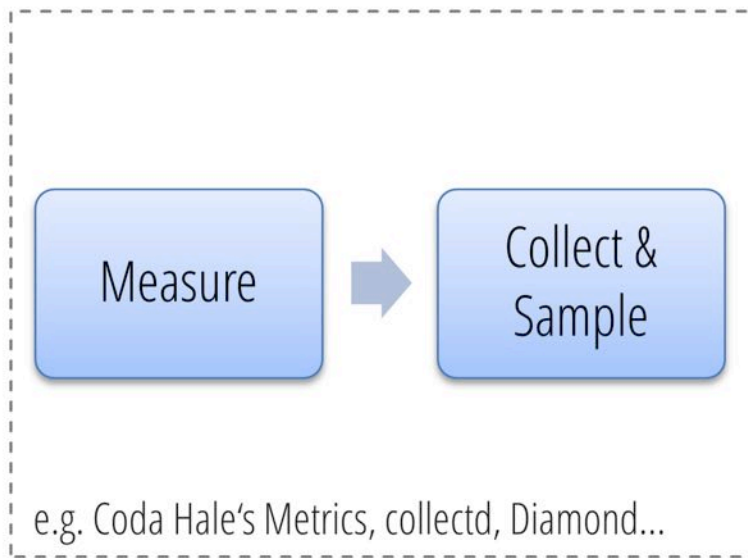 Measure
Collect &
Sample
e.g. Coda Hale‘s Metrics, collectd, Diamond...